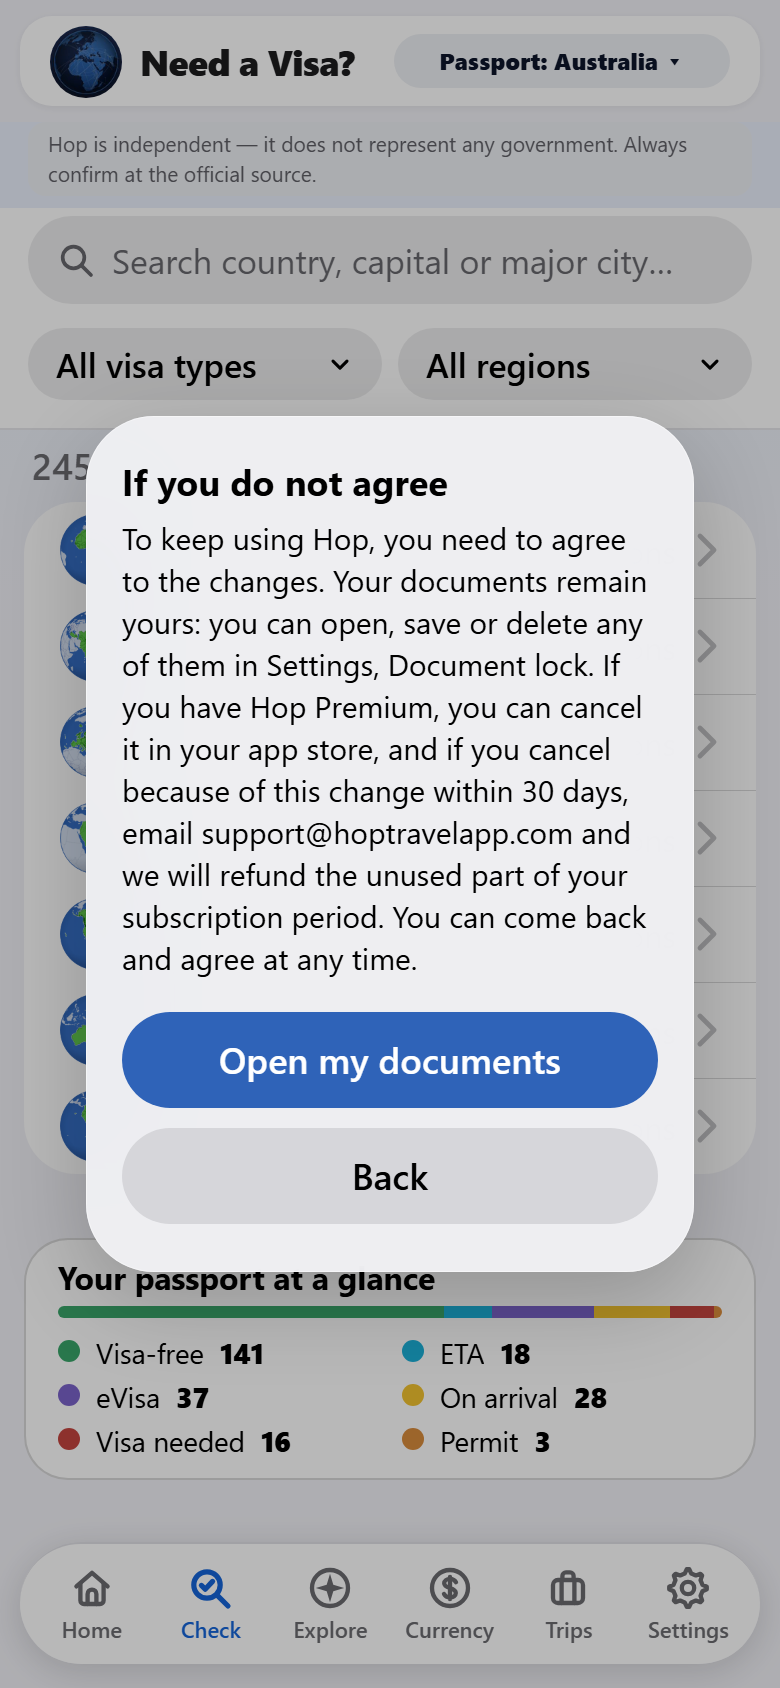 Need a Visa?
Passport: Australia
Hop is independent — it does not represent any government. Always
confirm at the official source.
Search country, capital or major city...
All visa types
All regions
245
If you do not agree
To keep using Hop, you need to agree
to the changes. Your documents remain
yours: you can open, save or delete any
of them in Settings, Document lock. If
you have Hop Premium, you can cancel
it in your app store, and if you cancel
because of this change within 30 days,
email support@hoptravelapp.com and
we will refund the unused part of your
subscription period. You can come back
and agree at any time.
Open my documents
Back
Your passport at a glance
Visa-free 141
ETA 18
eVisa 37
On arrival 28
Visa needed 16
Permit 3
Home
Check
Explore
Currency
Trips
Settings